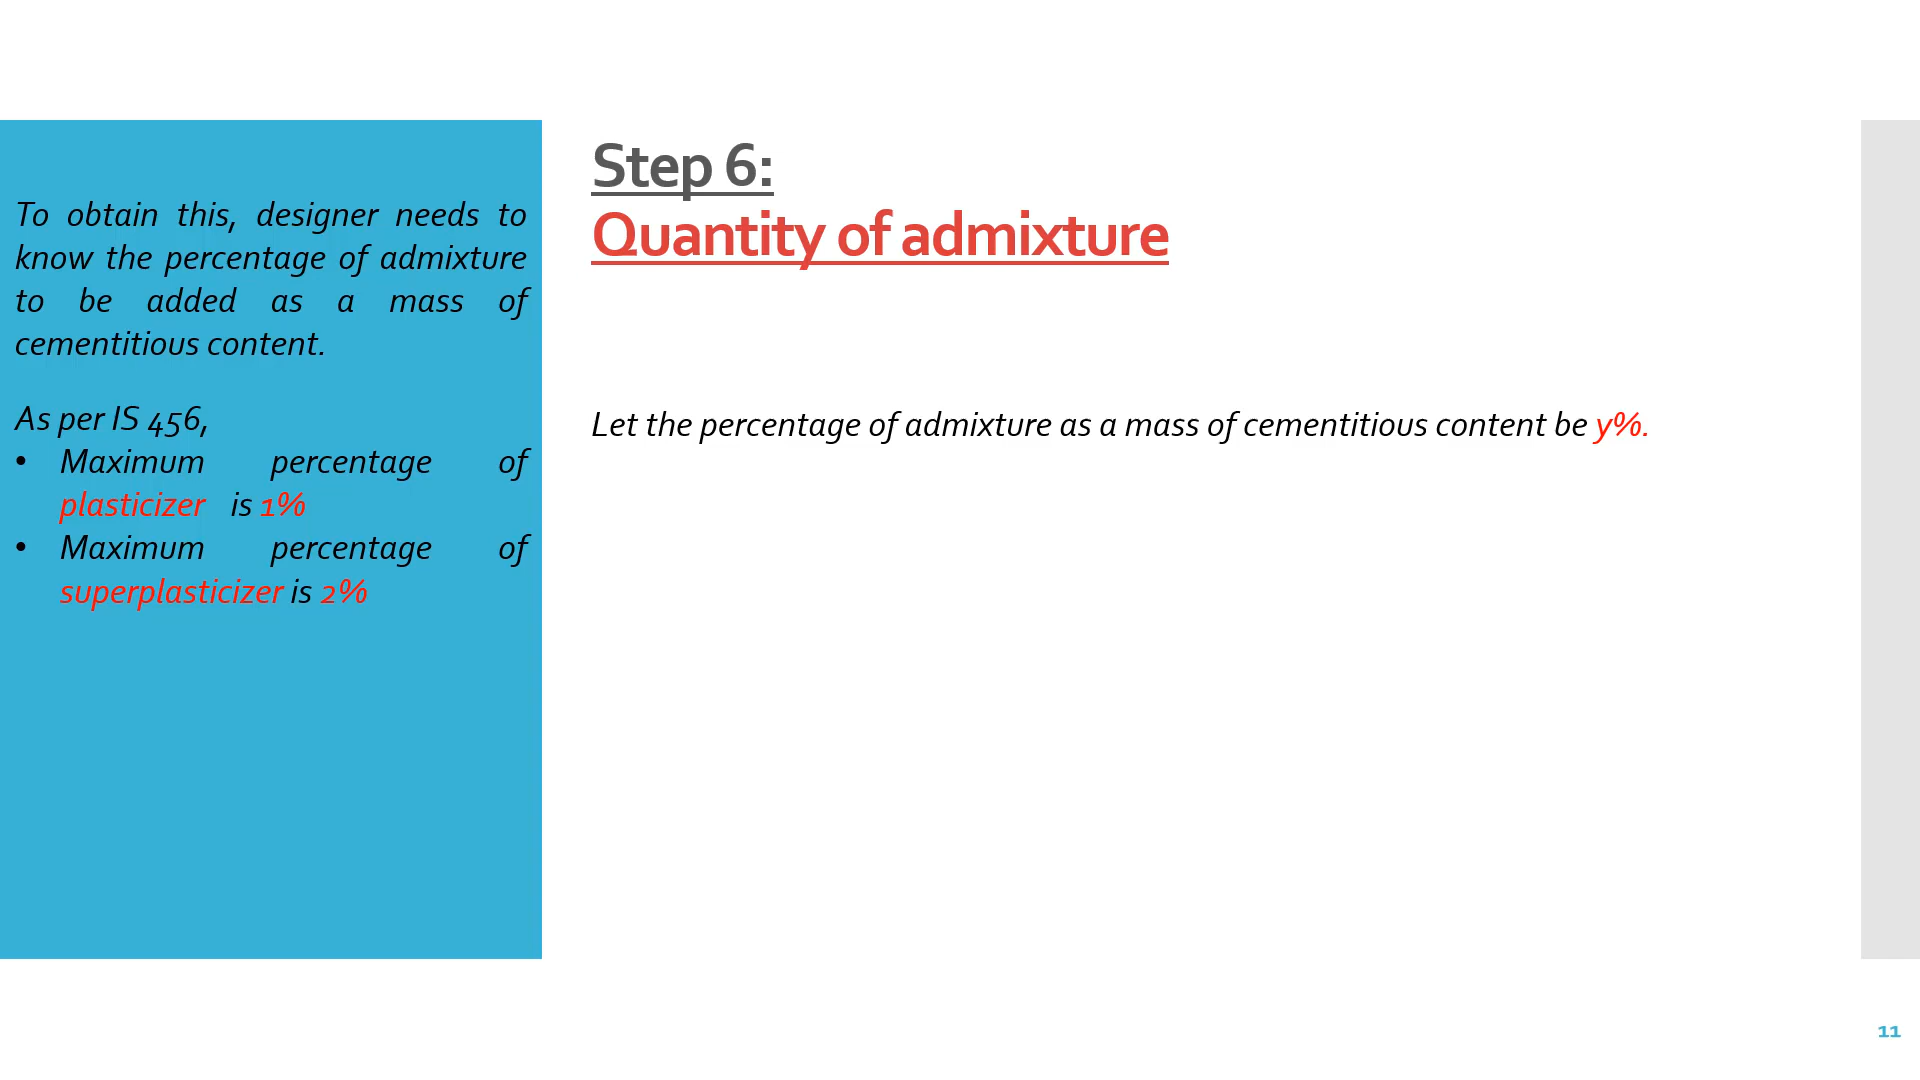 To obtain this, designer needs to
know the percentage of admixture
to be added as a mass of
cementitious content.
As per IS 456,
• Maximum percentage of
plasticizer is 1%
• Maximum percentage of
superplasticizer is 2%
Step 6:
Quantity of admixture
Let the percentage of admixture as a mass of cementitious content be y%.
11